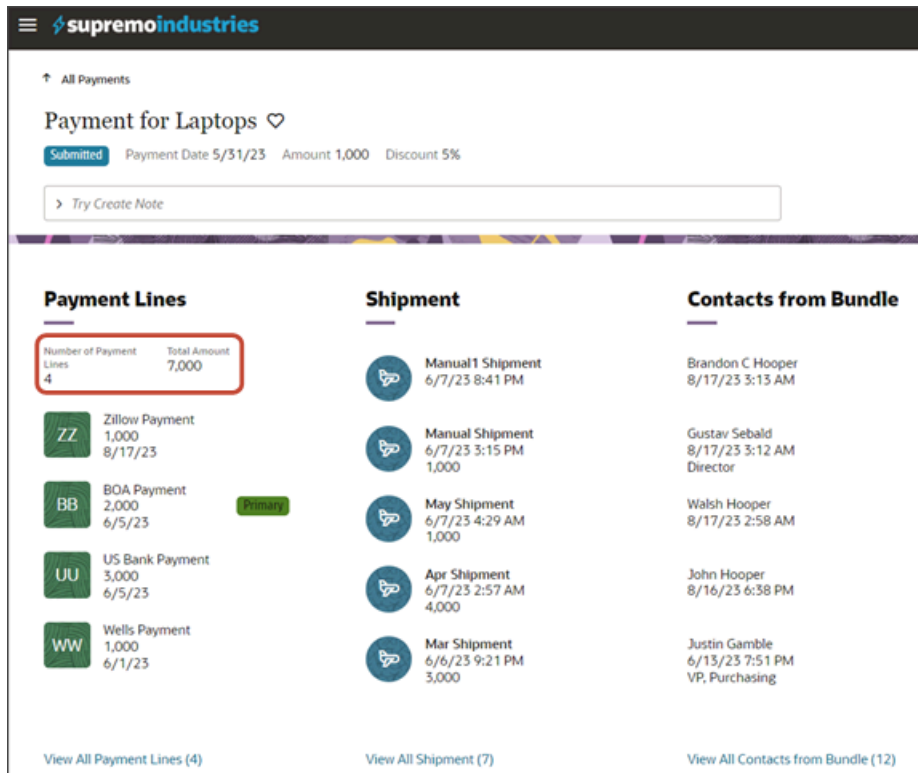 supremoindustries
All Payments
Payment for Laptops
Submitted Payment Date 5/31/23 Amount 1,000 Discount 5%
Try Create Note
Payment Lines
Number of Payment Lines
4
Total Amount
7,000
ZZ
Zillow Payment
1,000
8/17/23
BB
BOA Payment
2,000
6/5/23
Primary
UU
US Bank Payment
3,000
6/5/23
WW
Wells Payment
1,000
6/1/23
View All Payment Lines (4)
Shipment
Manual1 Shipment
6/7/23 8:41 PM
Manual Shipment
6/7/23 3:15 PM
1,000
May Shipment
6/7/23 4:29 AM
1,000
Apr Shipment
6/7/23 2:57 AM
4,000
Mar Shipment
6/6/23 9:21 PM
3,000
View All Shipment (7)
Contacts from Bundle
Brandon C Hooper
8/17/23 3:13 AM
Gustav Sebald
8/17/23 3:12 AM
Director
Walsh Hooper
8/17/23 2:58 AM
John Hooper
8/16/23 6:38 PM
Justin Gamble
6/13/23 7:51 PM
VP, Purchasing
View All Contacts from Bundle (12)